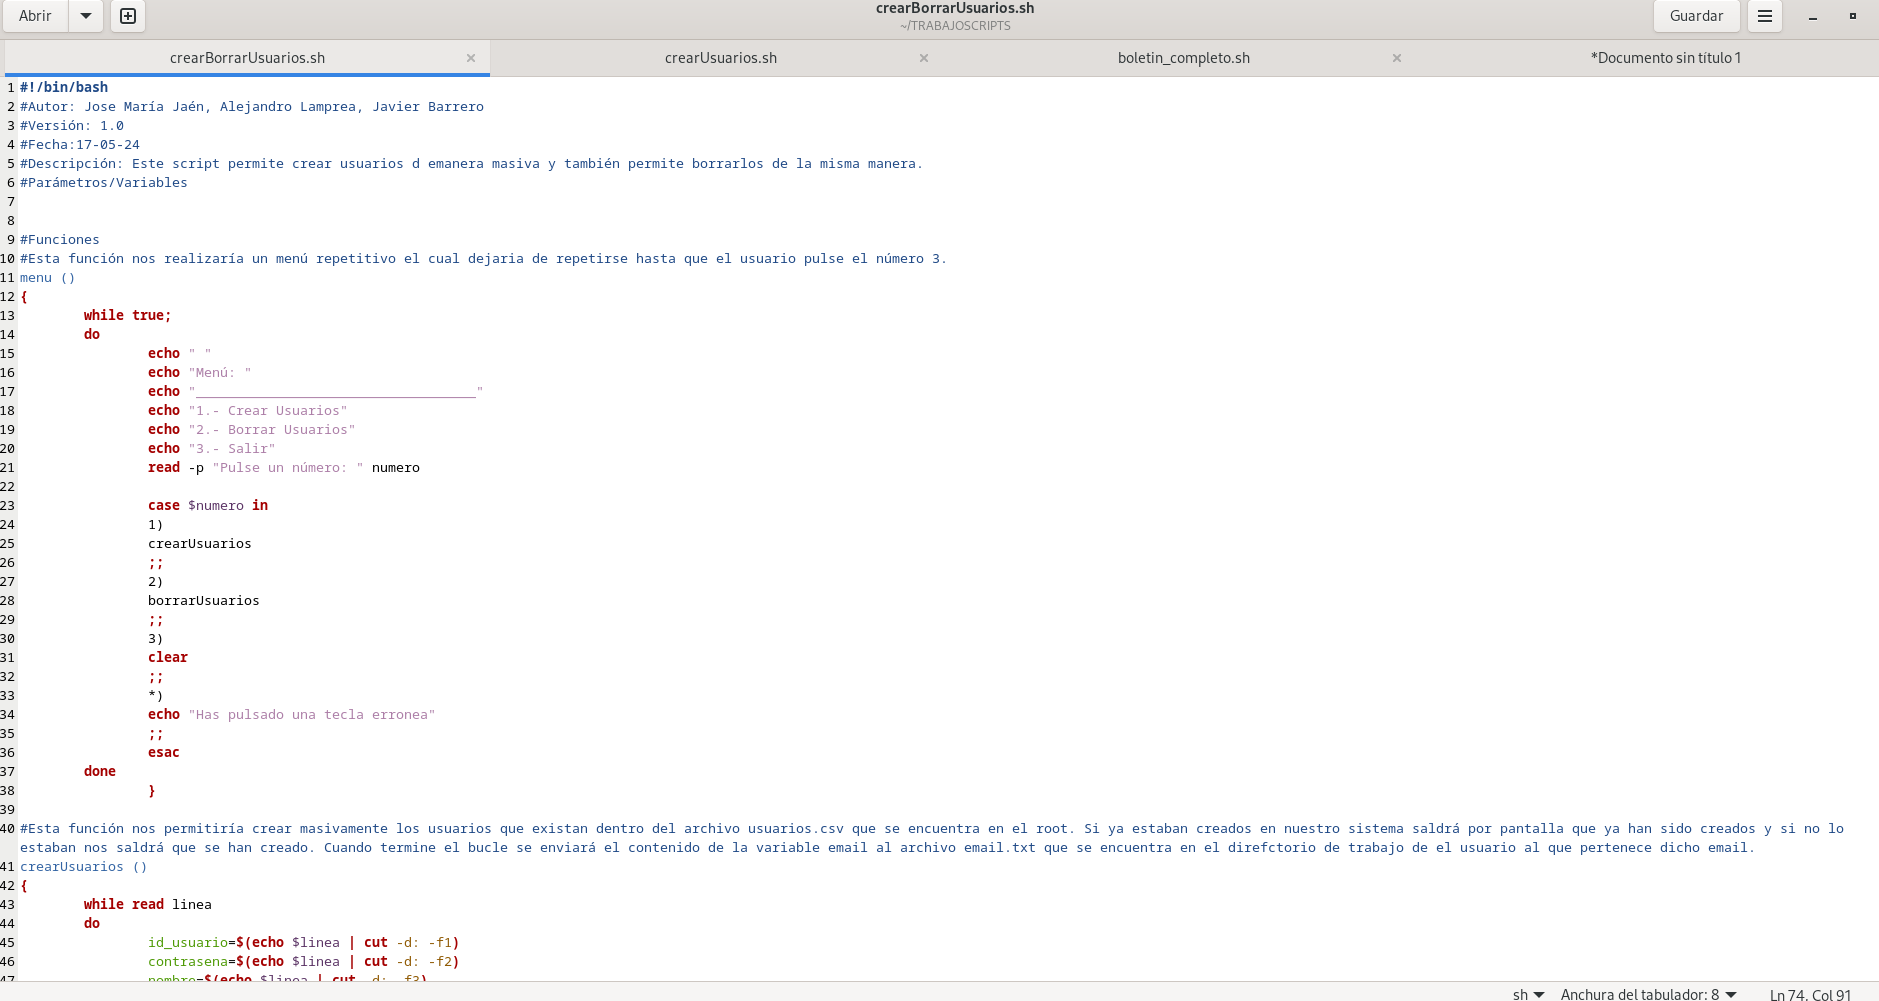 Abrir
crearBorrarUsuarios.sh
~/TRABAJOSCRIPTS
Guardar
crearBorrarUsuarios.sh
crearUsuarios.sh
boletin_completo.sh
*Documento sin título 1
1 #!/bin/bash
2 #Autor: Jose María Jaén, Alejandro Lamprea, Javier Barrero
3 #Versión: 1.0
4 #Fecha:17-05-24
5 #Descripción: Este script permite crear usuarios d emanera masiva y también permite borrarlos de la misma manera.
6 #Parámetros/Variables
7
8
9 #Funciones
10 #Esta función nos realizaría un menú repetitivo el cual dejaria de repetirse hasta que el usuario pulse el número 3.
11 menu ()
12 {
13 while true;
14 do
15 echo " "
16 echo "Menú: "
17 echo "___________________________________"
18 echo "1.- Crear Usuarios"
19 echo "2.- Borrar Usuarios"
20 echo "3.- Salir"
21 read -p "Pulse un número: " numero
22
23 case $numero in
24 1)
25 crearUsuarios
26 ;;
27 2)
28 borrarUsuarios
29 ;;
30 3)
31 clear
32 ;;
33 *)
34 echo "Has pulsado una tecla erronea"
35 ;;
36 esac
37 done
38 }
39
40 #Esta función nos permitiría crear masivamente los usuarios que existan dentro del archivo usuarios.csv que se encuentra en el root. Si ya estaban creados en nuestro sistema saldrá por pantalla que ya han sido creados y si no lo
estaban nos saldrá que se han creado. Cuando termine el bucle se enviará el contenido de la variable email al archivo email.txt que se encuentra en el direfctorio de trabajo de el usuario al que pertenece dicho email.
41 crearUsuarios ()
42 {
43 while read linea
44 do
45 id_usuario=$(echo $linea | cut -d: -f1)
46 contrasena=$(echo $linea | cut -d: -f2)
47 nombre=$(echo $linea | cut -d: -f3)
sh
Anchura del tabulador: 8
Ln 74, Col 91